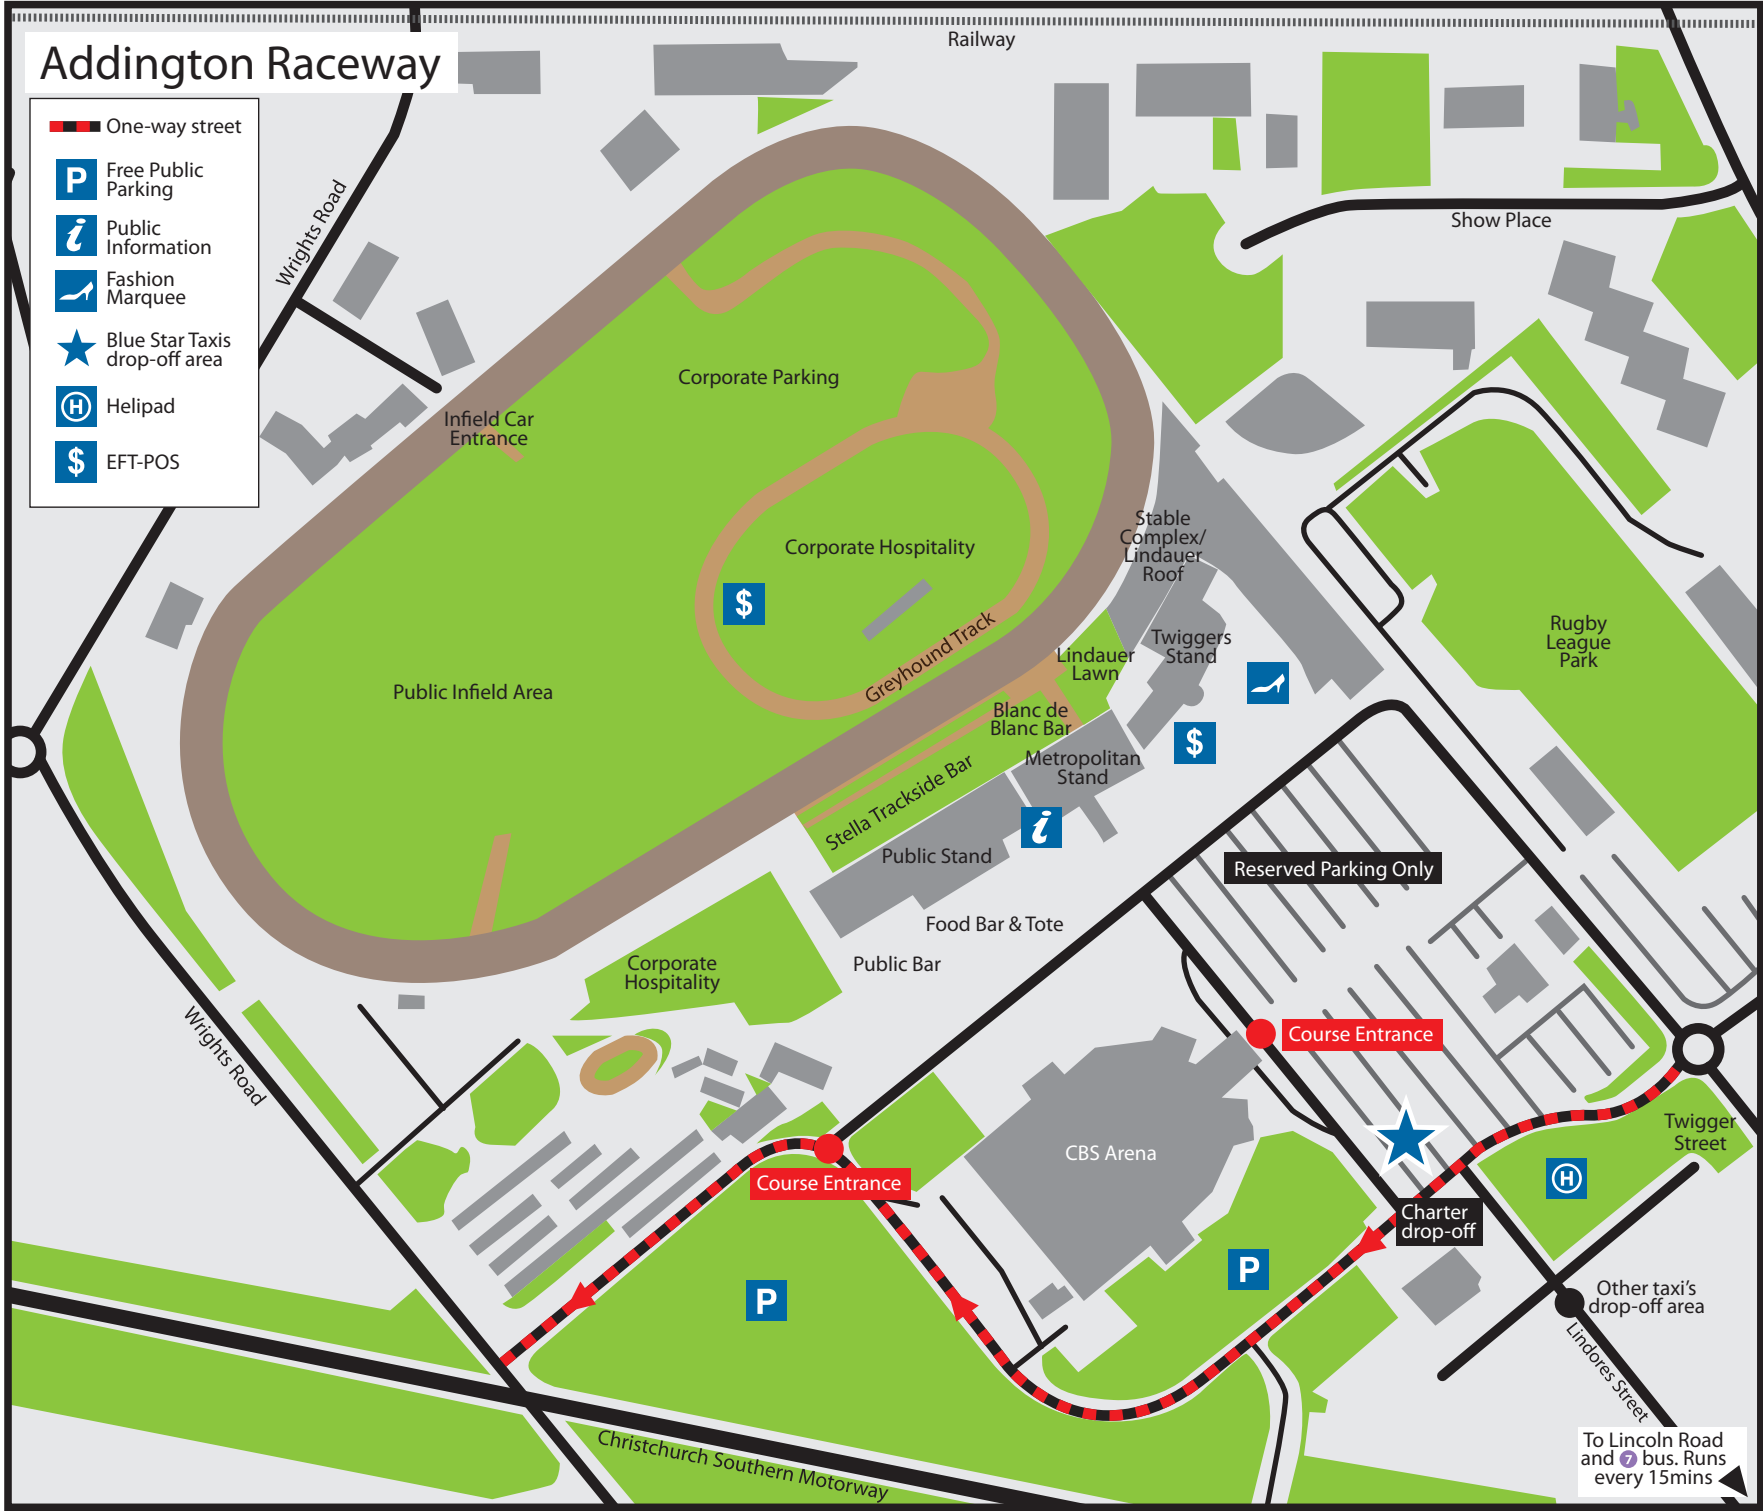 Railway
Addington Raceway
One-way street
P
Free Public
Parking
i
Public
Information
Fashion
Marquee
Blue Star Taxis
drop-off area
H
Helipad
$
EFT-POS
Wrights Road
Show Place
Corporate Parking
Infield Car
Entrance
Stable
Complex/
Lindauer
Roof
Corporate Hospitality
$
Greyhound Track
Rugby
League
Park
Twiggers
Stand
Lindauer
Lawn
Public Infield Area
Blanc de
Blanc Bar
$
Metropolitan
Stand
Stella Trackside Bar
i
Public Stand
Reserved Parking Only
Food Bar & Tote
Public Bar
Corporate
Hospitality
Wrights Road
Course Entrance
Twigger
Street
CBS Arena
H
Course Entrance
Charter
drop-off
P
P
Other taxi's
drop-off area
Lindores Street
Christchurch Southern Motorway
To Lincoln Road
and 7 bus. Runs
every 15mins